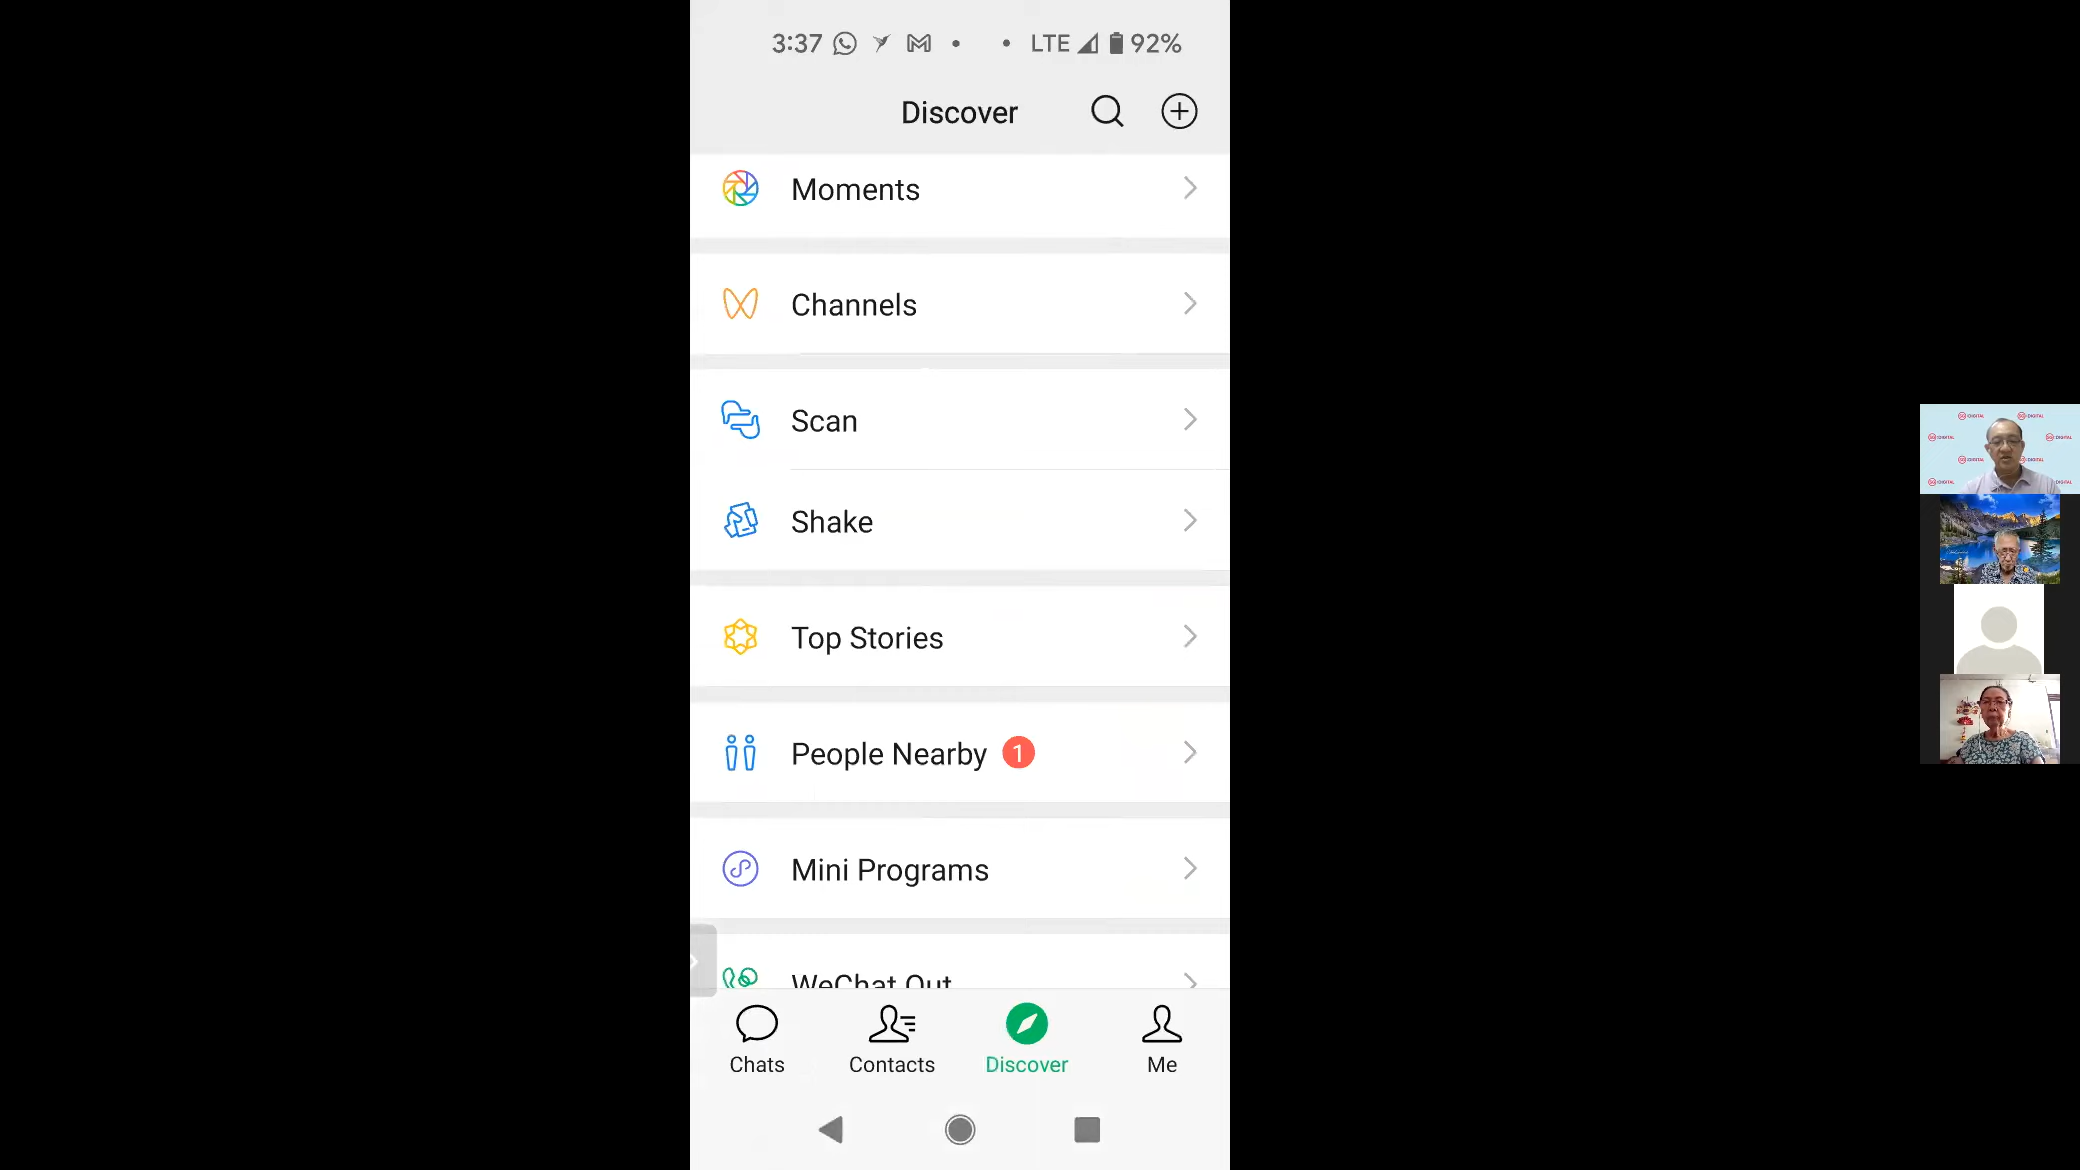 3:37 LTE 92%
Discover
Moments
Channels
Scan
Shake
Top Stories
People Nearby 1
Mini Programs
WeChat Out
Chats Contacts Discover Me